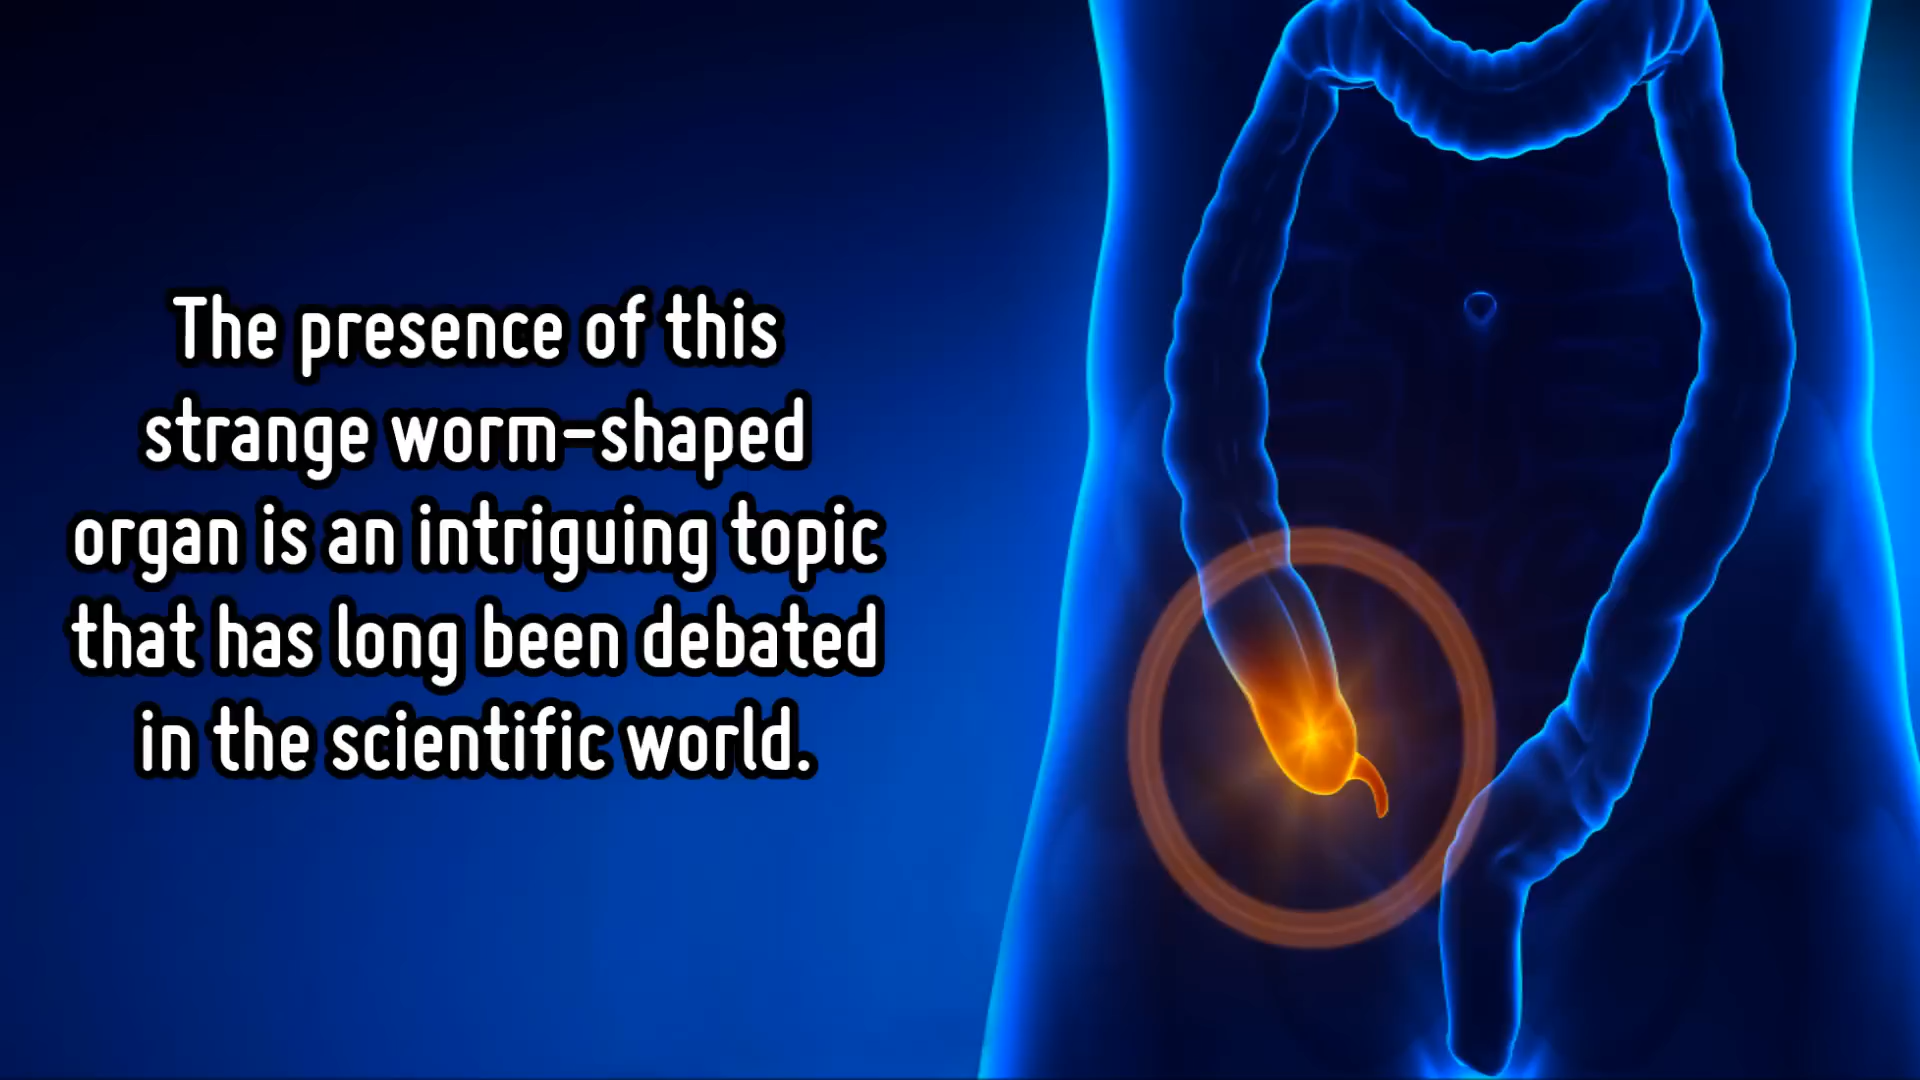 The presence of this
strange worm-shaped
organ is an intriguing topic
that has long been debated
in the scientific world.